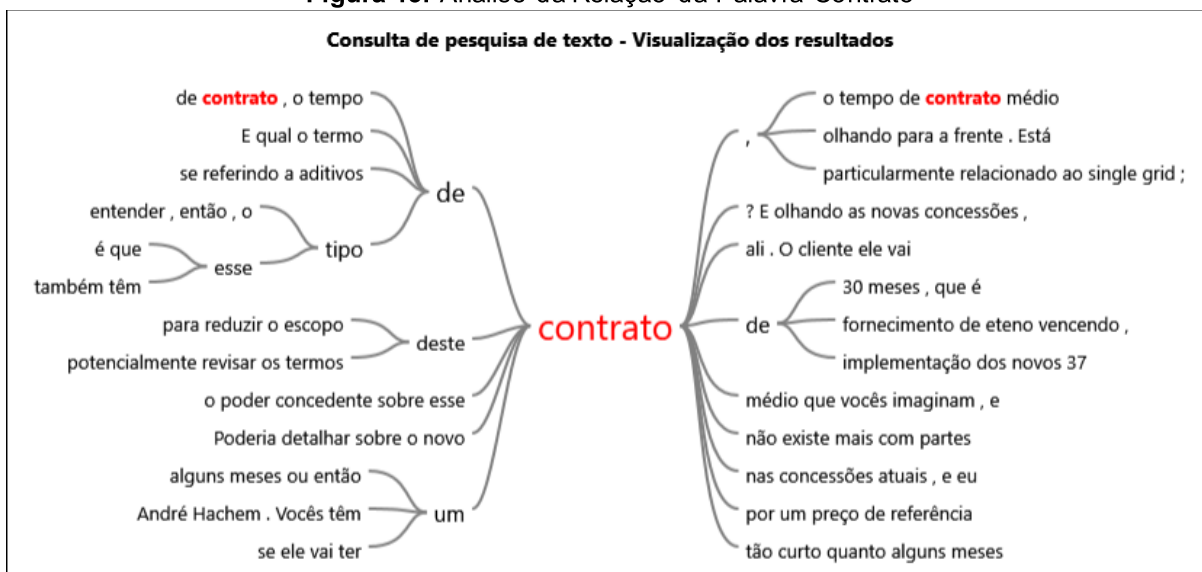 Consulta de pesquisa de texto - Visualização dos resultados
de contrato , o tempo
E qual o termo
se referindo a aditivos
de
entender , então , o
é que
esse
tipo
também têm
para reduzir o escopo
deste
potencialmente revisar os termos
o poder concedente sobre esse
Poderia detalhar sobre o novo
alguns meses ou então
André Hachem . Vocês têm
um
se ele vai ter
contrato
o tempo de contrato médio
,
olhando para a frente . Está
particularmente relacionado ao single grid ;
? E olhando as novas concessões ,
ali . O cliente ele vai
30 meses , que é
de
fornecimento de eteno vencendo ,
implementação dos novos 37
médio que vocês imaginam , e
não existe mais com partes
nas concessões atuais , e eu
por um preço de referência
tão curto quanto alguns meses